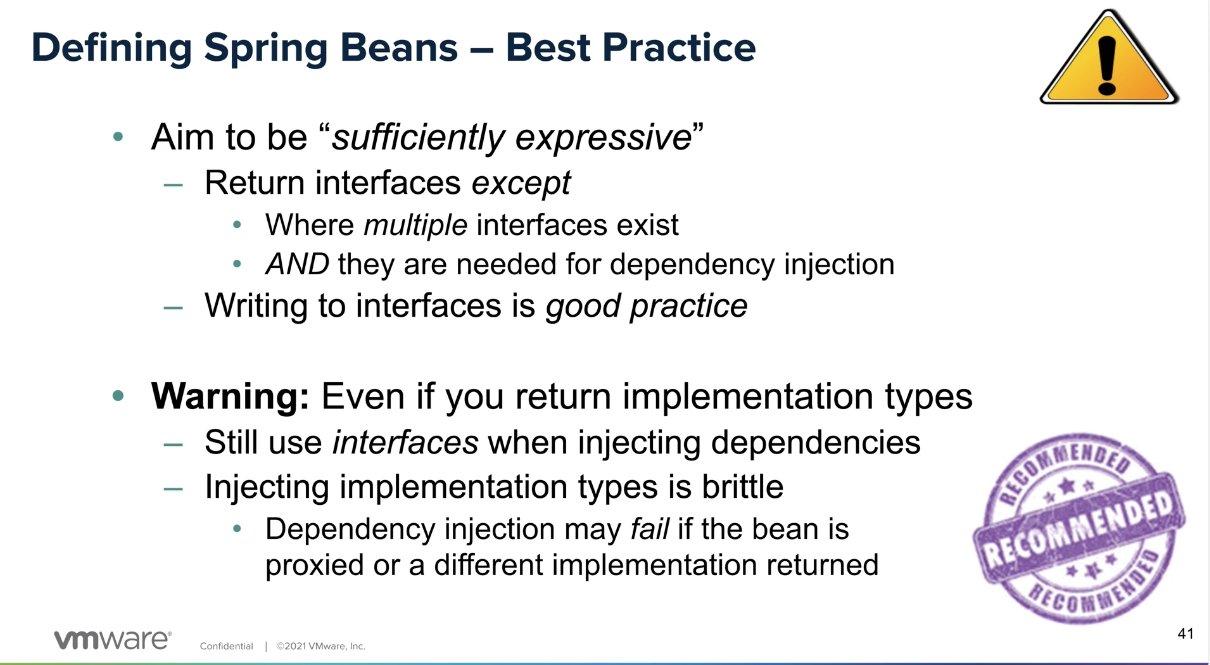 Defining Spring Beans – Best Practice
• Aim to be “sufficiently expressive”
– Return interfaces except
• Where multiple interfaces exist
• AND they are needed for dependency injection
– Writing to interfaces is good practice
• Warning: Even if you return implementation types
– Still use interfaces when injecting dependencies
– Injecting implementation types is brittle
• Dependency injection may fail if the bean is
proxied or a different implementation returned
RECOMMENDED
RECOMMENDED
RECOMMENDED
vmware®
Confidential | ©2021 VMware, Inc.
41